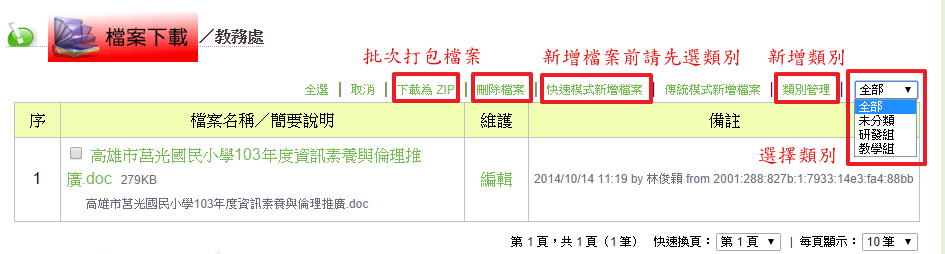 檔案下載 ／教務處
批次打包檔案 新增檔案前請先選類別 新增類別
全選 | 取消 | 下載為 ZIP | 刪除檔案 | 快速模式新增檔案 | 傳統模式新增檔案 | 類別管理 | 全部
全部
未分類
研發組
教學組
序 檔案名稱／簡要說明 維護 備註
選擇類別
1 高雄市莒光國民小學103年度資訊素養與倫理推廣.doc 279KB 編輯 2014/10/14 11:19 by 林俊穎 from 2001:288:827b:1:7933:14e3:fa4:88bb
高雄市莒光國民小學103年度資訊素養與倫理推廣.doc
第 1 頁，共 1 頁（1 筆） 快速換頁： 第 1 頁 | 每頁顯示： 10 筆